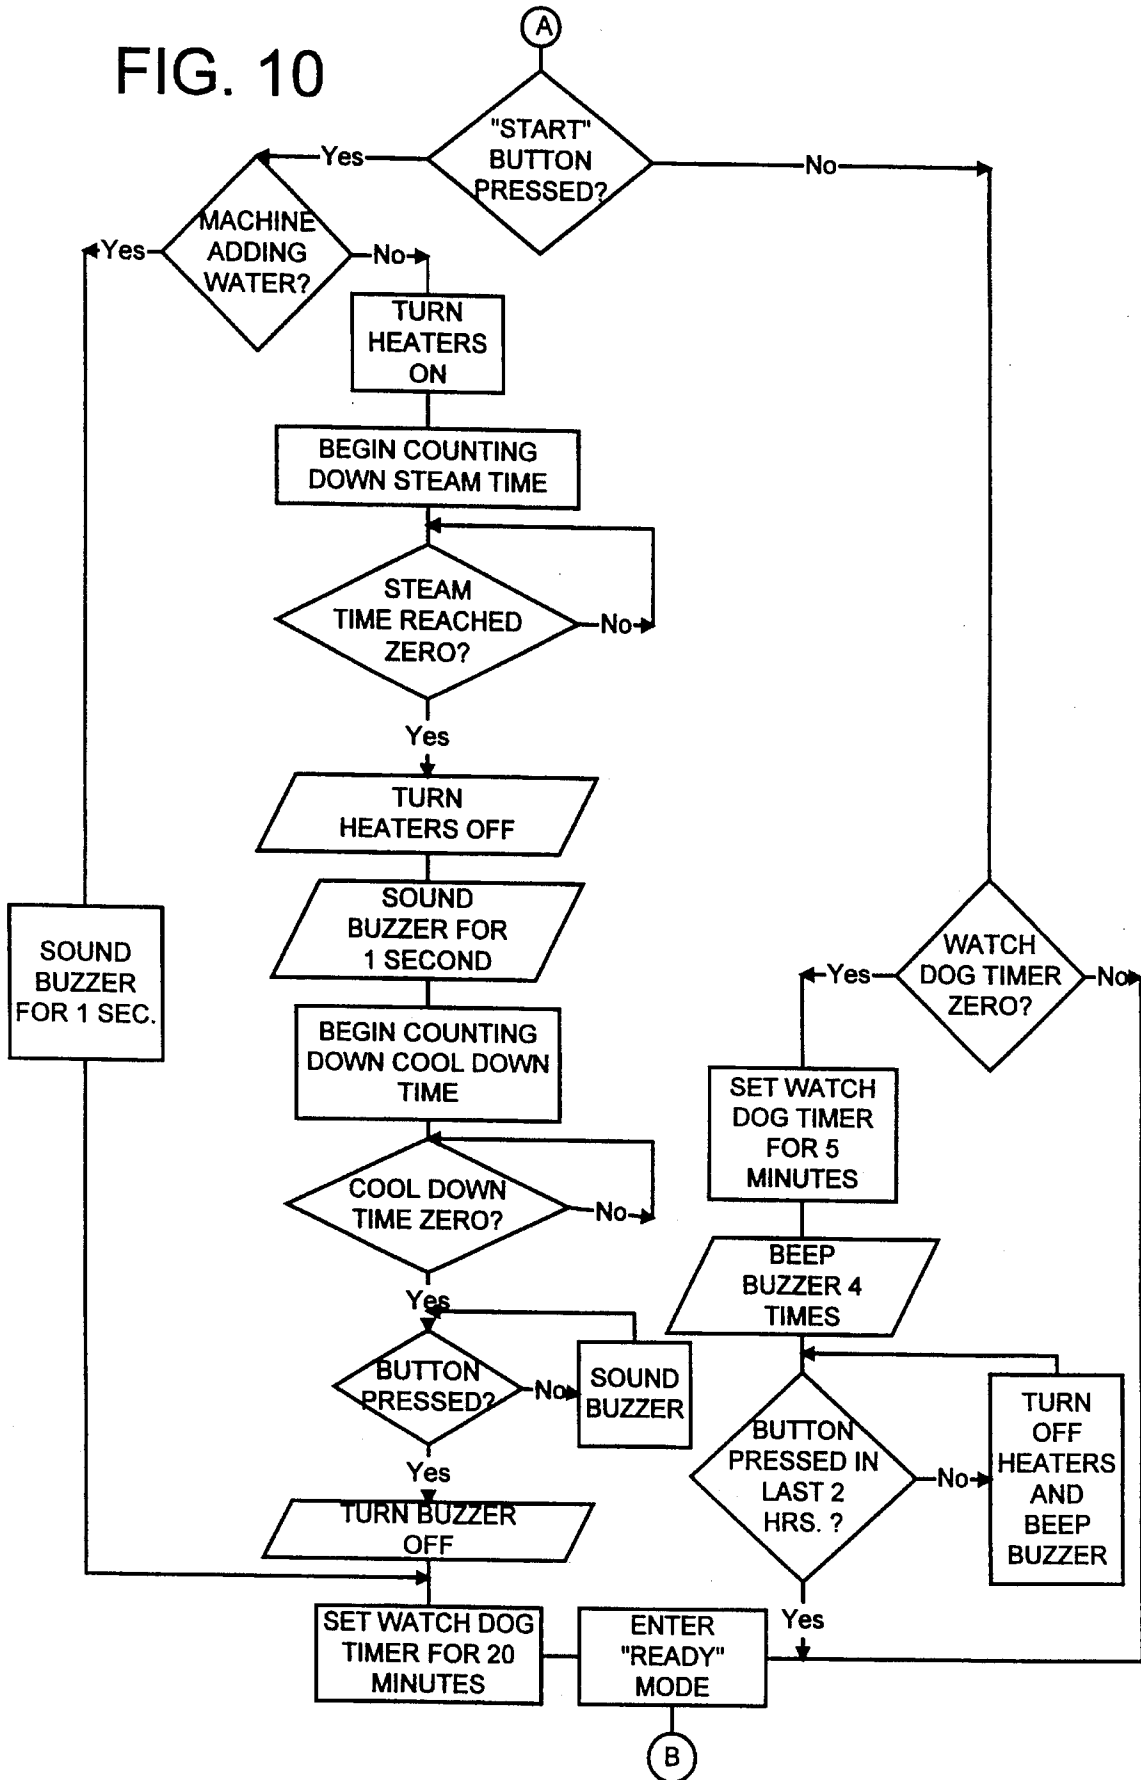 A
FIG. 10
"START"
BUTTON
PRESSED?
Yes
No
MACHINE
ADDING
WATER?
Yes
No
TURN
HEATERS
ON
BEGIN COUNTING
DOWN STEAM TIME
STEAM
TIME REACHED
ZERO?
No
Yes
TURN
HEATERS OFF
SOUND
BUZZER FOR
1 SECOND
SOUND
BUZZER
FOR 1 SEC.
WATCH
DOG TIMER
ZERO?
Yes
No
BEGIN COUNTING
DOWN COOL DOWN
TIME
SET WATCH
DOG TIMER
FOR 5
MINUTES
COOL DOWN
TIME ZERO?
No
Yes
BEEP
BUZZER 4
TIMES
BUTTON
PRESSED?
No
SOUND
BUZZER
Yes
BUTTON
PRESSED IN
LAST 2
HRS. ?
No
TURN
OFF
HEATERS
AND
BEEP
BUZZER
Yes
TURN BUZZER
OFF
SET WATCH DOG
TIMER FOR 20
MINUTES
ENTER
"READY"
MODE
B